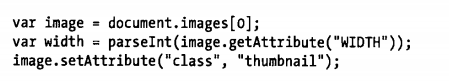 var image = document.images[0];
var width = parseInt(image.getAttribute("WIDTH"));
image.setAttribute("class", "thumbnail");